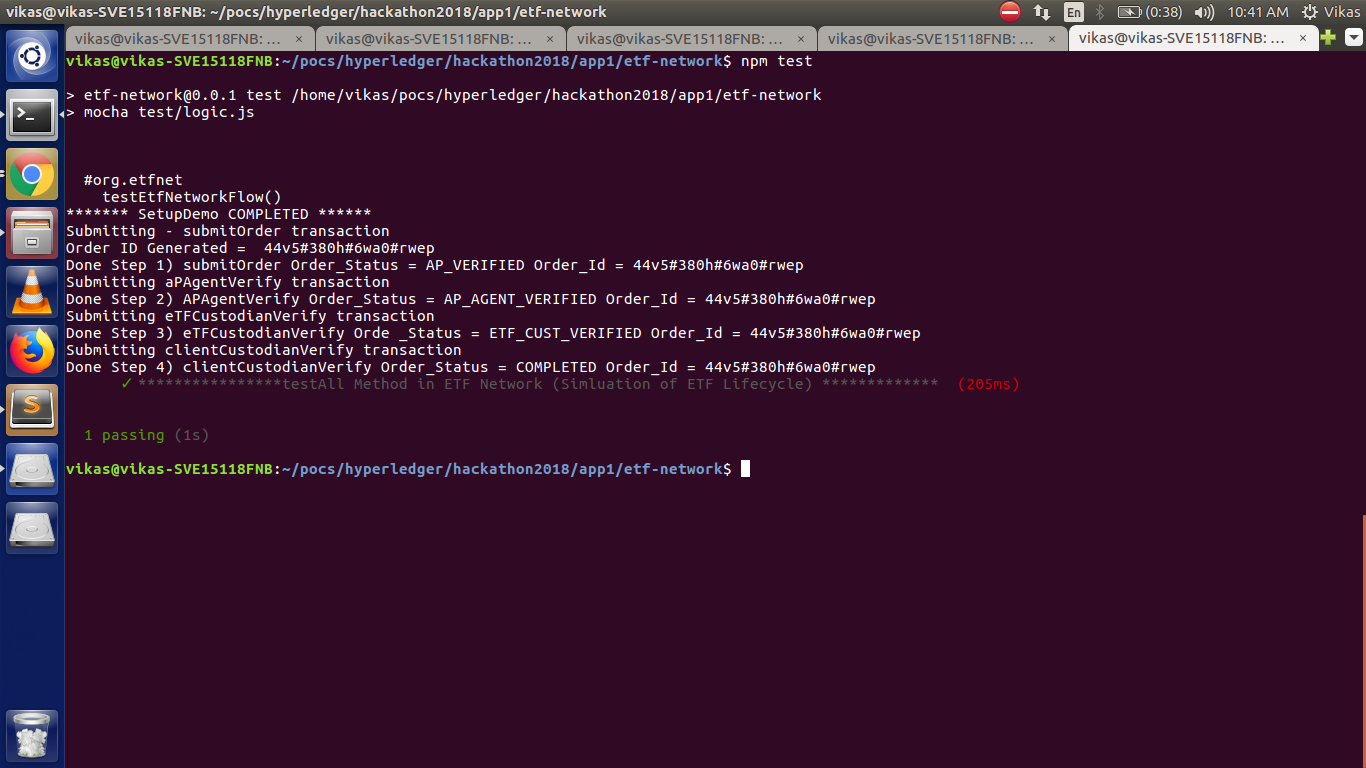 vikas@vikas-SVE15118FNB: ~/pocs/hyperledger/hackathon2018/app1/etf-network
En (0:38) 10:41 AM Vikas
vikas@vikas-SVE15118FNB: ... × vikas@vikas-SVE15118FNB: ... × vikas@vikas-SVE15118FNB: ... × vikas@vikas-SVE15118FNB: ... × vikas@vikas-SVE15118FNB: ... ×
vikas@vikas-SVE15118FNB:~/pocs/hyperledger/hackathon2018/app1/etf-network$ npm test
> etf-network@0.0.1 test /home/vikas/pocs/hyperledger/hackathon2018/app1/etf-network
> mocha test/logic.js
#org.etfnet
testEtfNetworkFlow()
******* SetupDemo COMPLETED ******
Submitting - submitOrder transaction
Order ID Generated =  44v5#380h#6wa0#rwep
Done Step 1) submitOrder Order_Status = AP_VERIFIED Order_Id = 44v5#380h#6wa0#rwep
Submitting aPAgentVerify transaction
Done Step 2) APAgentVerify Order_Status = AP_AGENT_VERIFIED Order_Id = 44v5#380h#6wa0#rwep
Submitting eTFCustodianVerify transaction
Done Step 3) eTFCustodianVerify Orde _Status = ETF_CUST_VERIFIED Order_Id = 44v5#380h#6wa0#rwep
Submitting clientCustodianVerify transaction
Done Step 4) clientCustodianVerify Order_Status = COMPLETED Order_Id = 44v5#380h#6wa0#rwep
✓ ****************testAll Method in ETF Network (Simluation of ETF Lifecycle) *************  (205ms)
1 passing (1s)
vikas@vikas-SVE15118FNB:~/pocs/hyperledger/hackathon2018/app1/etf-network$